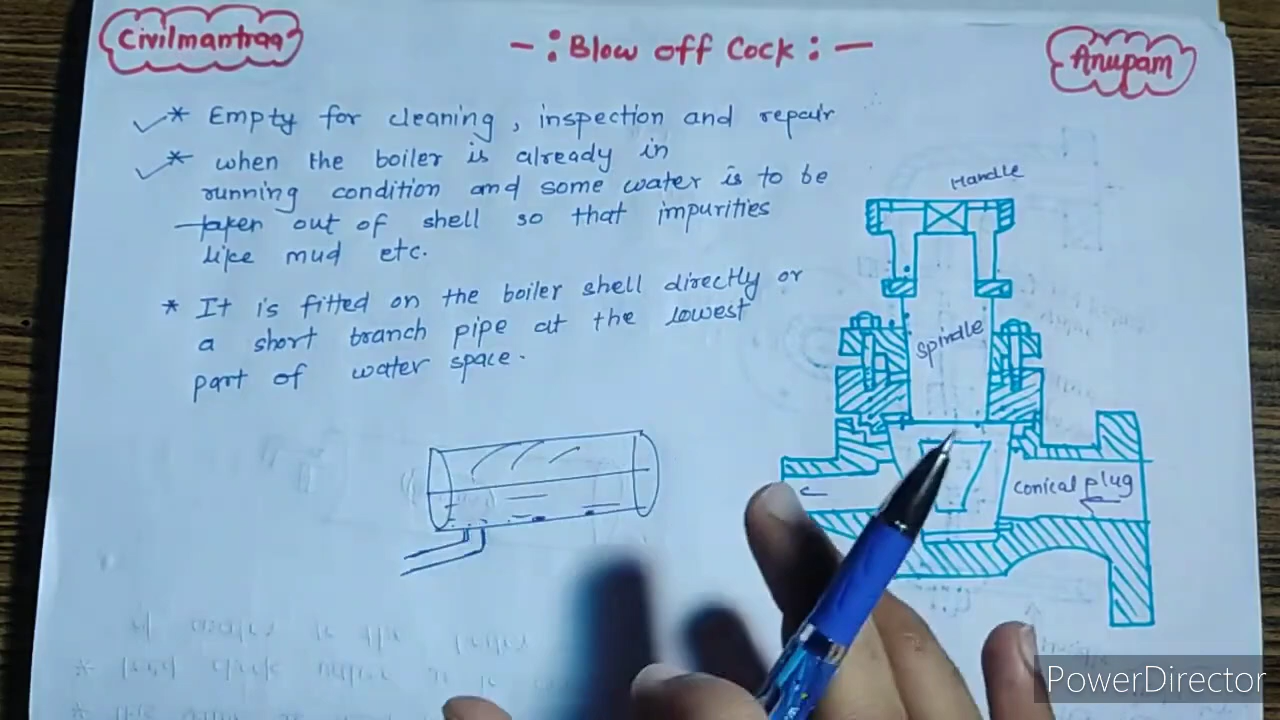 Civilmantraa
-: Blow off Cock :-
Anupam
* Empty for cleaning, inspection and repair
* when the boiler is already in
running condition and some water is to be
taken out of shell so that impurities
like mud etc.
* It is fitted on the boiler shell directly or
a short branch pipe at the lowest
part of water space.
Handle
Spindle
Conical plug
PowerDirector